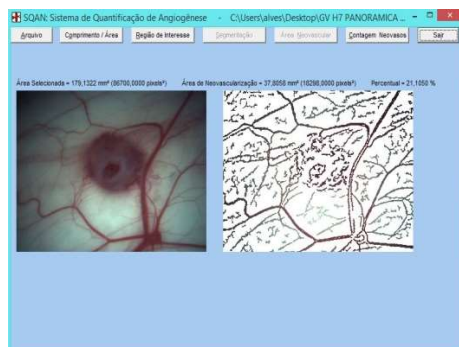 SQAN: Sistema de Quantificação de Angiogênese - C:\Users\alves\Desktop\GV H7 PANORAMICA ...
Arquivo Comprimento / Área Região de Interesse Segmentação Área Neovascular Contagem Neovasos Sair
Área Selecionada = 179,1322 mm² (86700,0000 pixels²) Área de Neovascularização = 37,8058 mm² (18298,0000 pixels²) Percentual = 21,1050 %